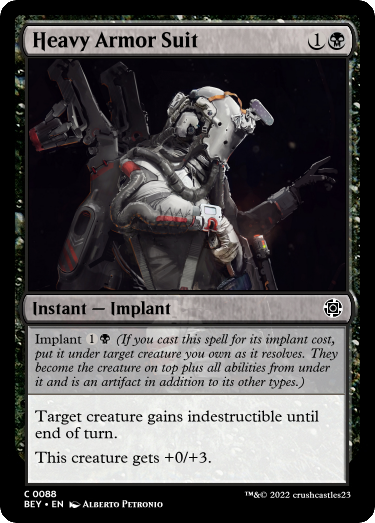 Heavy Armor Suit 1
Instant — Implant
Implant 1 (If you cast this spell for its implant cost,
put it under target creature you own as it resolves. They
become the creature on top plus all abilities from under
it and is an artifact in addition to its other types.)
Target creature gains indestructible until
end of turn.
This creature gets +0/+3.
C 0088
BEY • EN Alberto Petronio
™&© 2022 crushcastles23